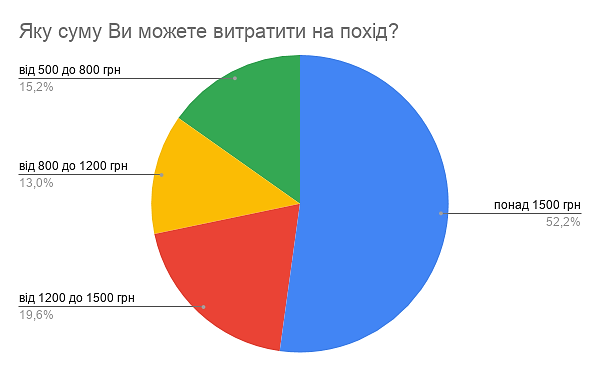 Яку суму Ви можете витратити на похід?
від 500 до 800 грн
15,2%
від 800 до 1200 грн
13,0%
понад 1500 грн
52,2%
від 1200 до 1500 грн
19,6%